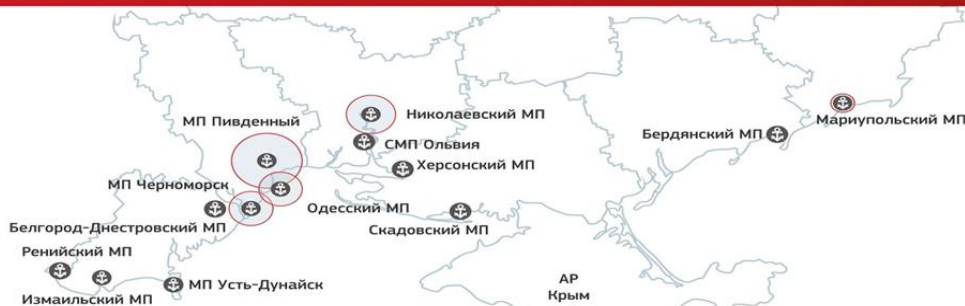 Николаевский МП
МП Пивденный
Мариупольский МП
Бердянский МП
СМП Ольвия
Херсонский МП
МП Черноморск
Одесский МП
Белгород-Днестровский МП
Скадовский МП
Ренийский МП
АР
Крым
МП Усть-Дунайск
Измаильский МП